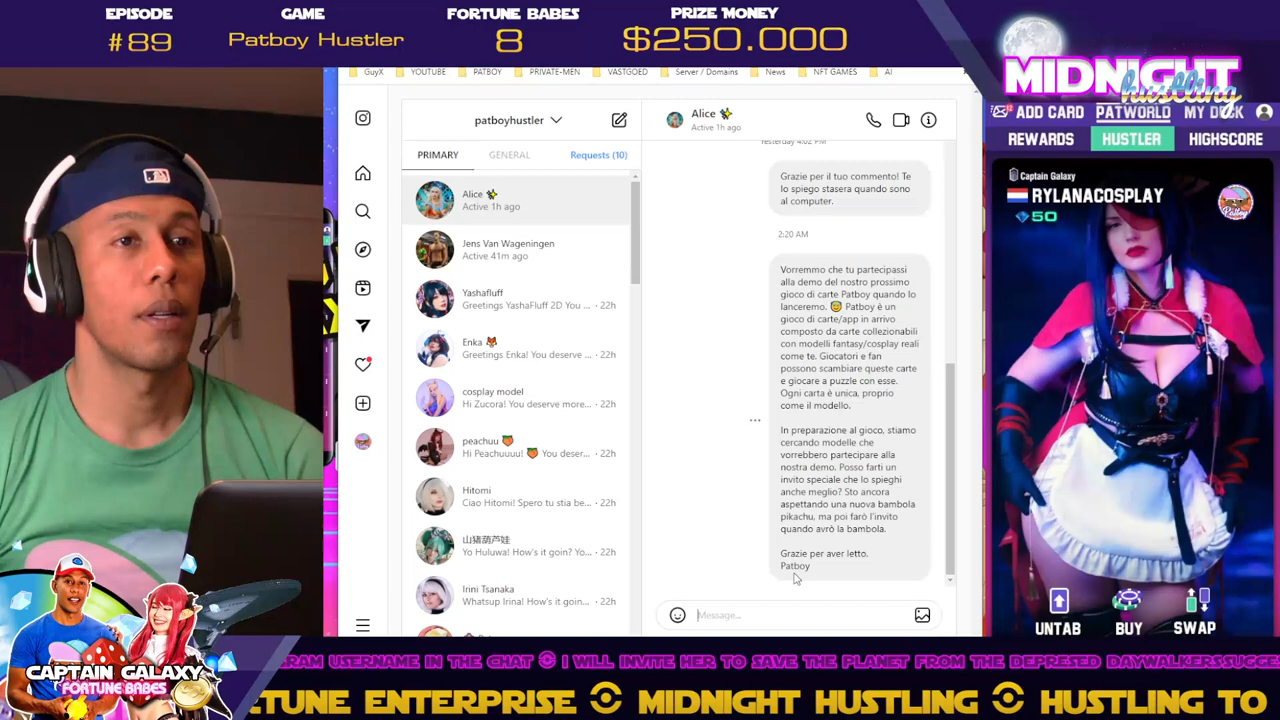 EPISODE
#89
GAME
Patboy Hustler
FORTUNE BABES
8
PRIZE MONEY
$250.000
MIDNIGHT
hustling
GuyX
YOUTUBE
PATBOY
PRIVATE-MEN
VASTGOED
Server / Domains
News
NFT GAMES
AI
patboyhustler
PRIMARY
GENERAL
Requests (10)
Alice ✨
Active 1h ago
Jens Van Wageningen
Active 41m ago
Yashafluff
Greetings YashaFluff 2D You ... · 22h
Enka 🦊
Greetings Enka! You deserve ... · 22h
cosplay model
Hi Zucora! You deserve more... · 22h
peachuu 🍑
Hi Peachuuuu! 🍑 You deser... · 22h
Hitomi
Ciao Hitomi! Spero tu stia be... · 22h
山猪葫芦娃
Yo Huluwa! How's it goin? Yo... · 22h
Irini Tsanaka
Whatsup Irina! How's it goin... · 22h
Alice ✨
Active 1h ago
Yesterday 4:02 PM
Grazie per il tuo commento! Te
lo spiego stasera quando sono
al computer.
2:20 AM
Vorremmo che tu partecipassi
alla demo del nostro prossimo
gioco di carte Patboy quando lo
lanceremo. 😇 Patboy è un
gioco di carte/app in arrivo
composto da carte collezionabili
con modelli fantasy/cosplay reali
come te. Giocatori e fan
possono scambiare queste carte
e giocare a puzzle con esse.
Ogni carta è unica, proprio
come il modello.
In preparazione al gioco, stiamo
cercando modelle che
vorrebbero partecipare alla
nostra demo. Posso farti un
invito speciale che lo spieghi
anche meglio? Sto ancora
aspettando una nuova bambola
pikachu, ma poi farò l'invito
quando avrò la bambola.
Grazie per aver letto.
Patboy
Message...
ADD CARD
PATWORLD
MY DECK
REWARDS
HUSTLER
HIGHSCORE
Captain Galaxy
RYLANACOSPLAY
50
UNTAB
BUY
SWAP
CAPTAIN GALAXY
FORTUNE BABES
GRAM USERNAME IN THE CHAT
I WILL INVITE HER TO SAVE THE PLANET FROM THE DEPRESED DAYWALKERS
RTUNE ENTERPRISE
MIDNIGHT HUSTLING
HUSTLING TO